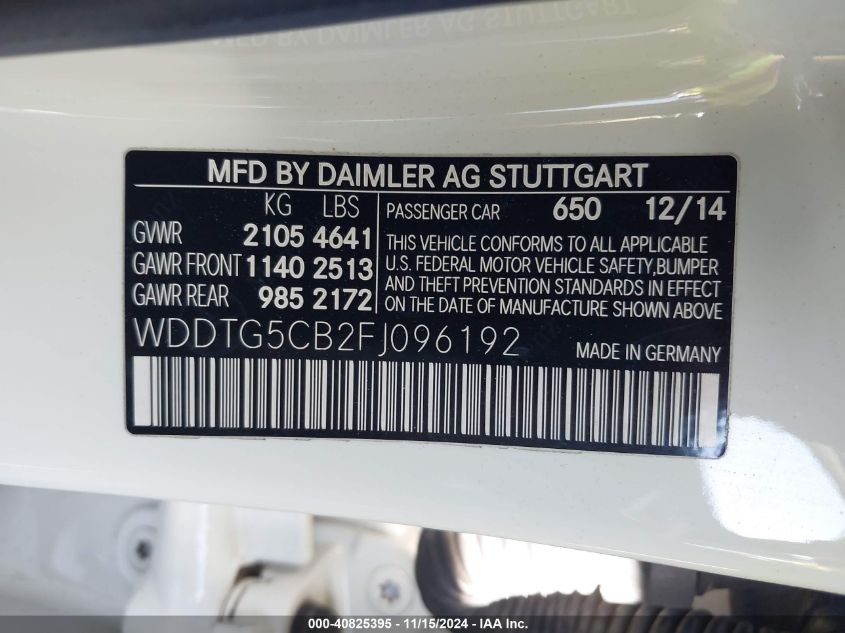 MFD BY DAIMLER AG STUTTGART
KG LBS
GVWR 2105 4641
GAWR FRONT 1140 2513
GAWR REAR 985 2172
PASSENGER CAR 650 12/14
THIS VEHICLE CONFORMS TO ALL APPLICABLE
U.S. FEDERAL MOTOR VEHICLE SAFETY,BUMPER
AND THEFT PREVENTION STANDARDS IN EFFECT
ON THE DATE OF MANUFACTURE SHOWN ABOVE
WDDTG5CB2FJ096192
MADE IN GERMANY
000-40825395 - 11/15/2024 - IAA Inc.